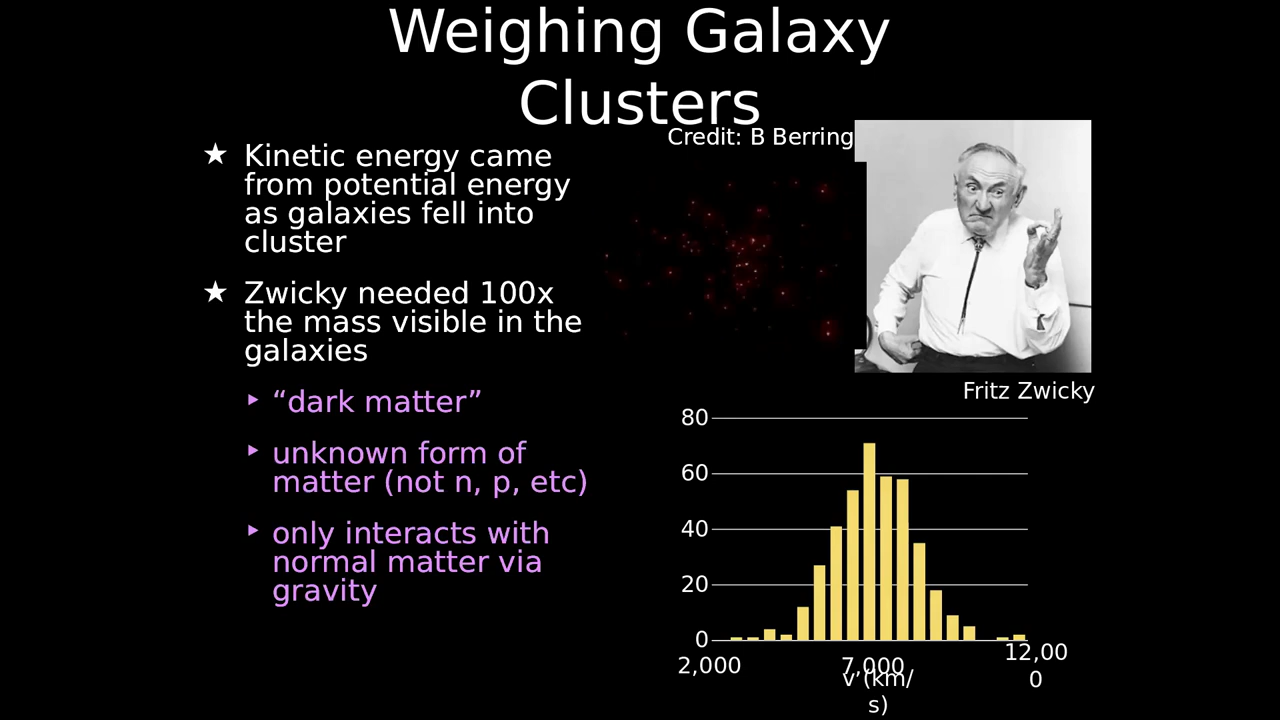 Weighing Galaxy
Clusters
Credit: B Berring
★ Kinetic energy came
from potential energy
as galaxies fell into
cluster
★ Zwicky needed 100x
the mass visible in the
galaxies
‣ “dark matter”
‣ unknown form of
matter (not n, p, etc)
‣ only interacts with
normal matter via
gravity
Fritz Zwicky
80
60
40
20
0
2,000
7,000
12,00
0
v (km/
s)